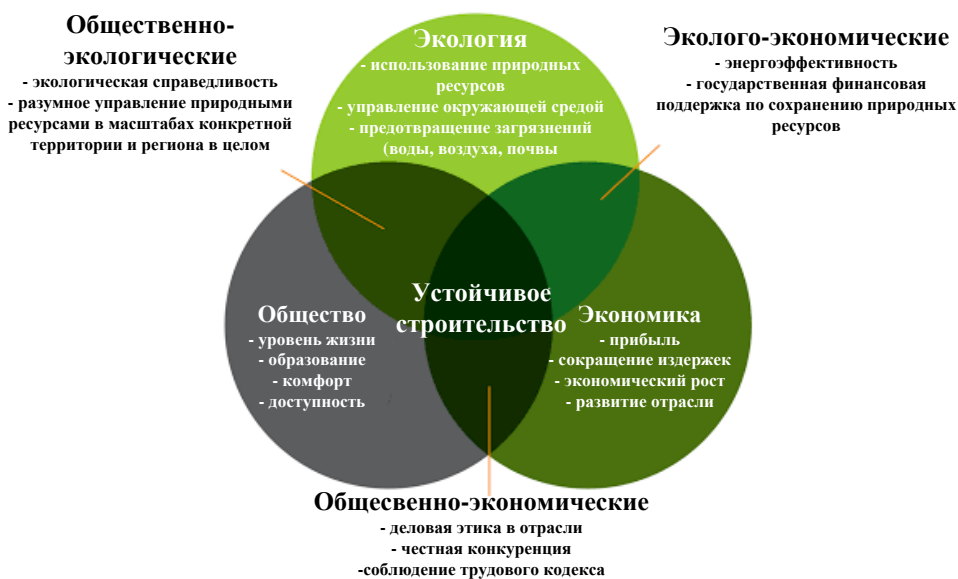 Общественно-
экологические
- экологическая справедливость
- разумное управление природными
ресурсами в масштабах конкретной
территории и региона в целом
Экология
- использование природных
ресурсов
- управление окружающей средой
- предотвращение загрязнений
(воды, воздуха, почвы
Эколого-экономические
- энергоэффективность
- государственная финансовая
поддержка по сохранению природных
ресурсов
Общество
- уровень жизни
- образование
- комфорт
- доступность
Устойчивое
строительство
Экономика
- прибыль
- сокращение издержек
- экономический рост
- развитие отрасли
Общесвенно-экономические
- деловая этика в отрасли
- честная конкуренция
-соблюдение трудового кодекса